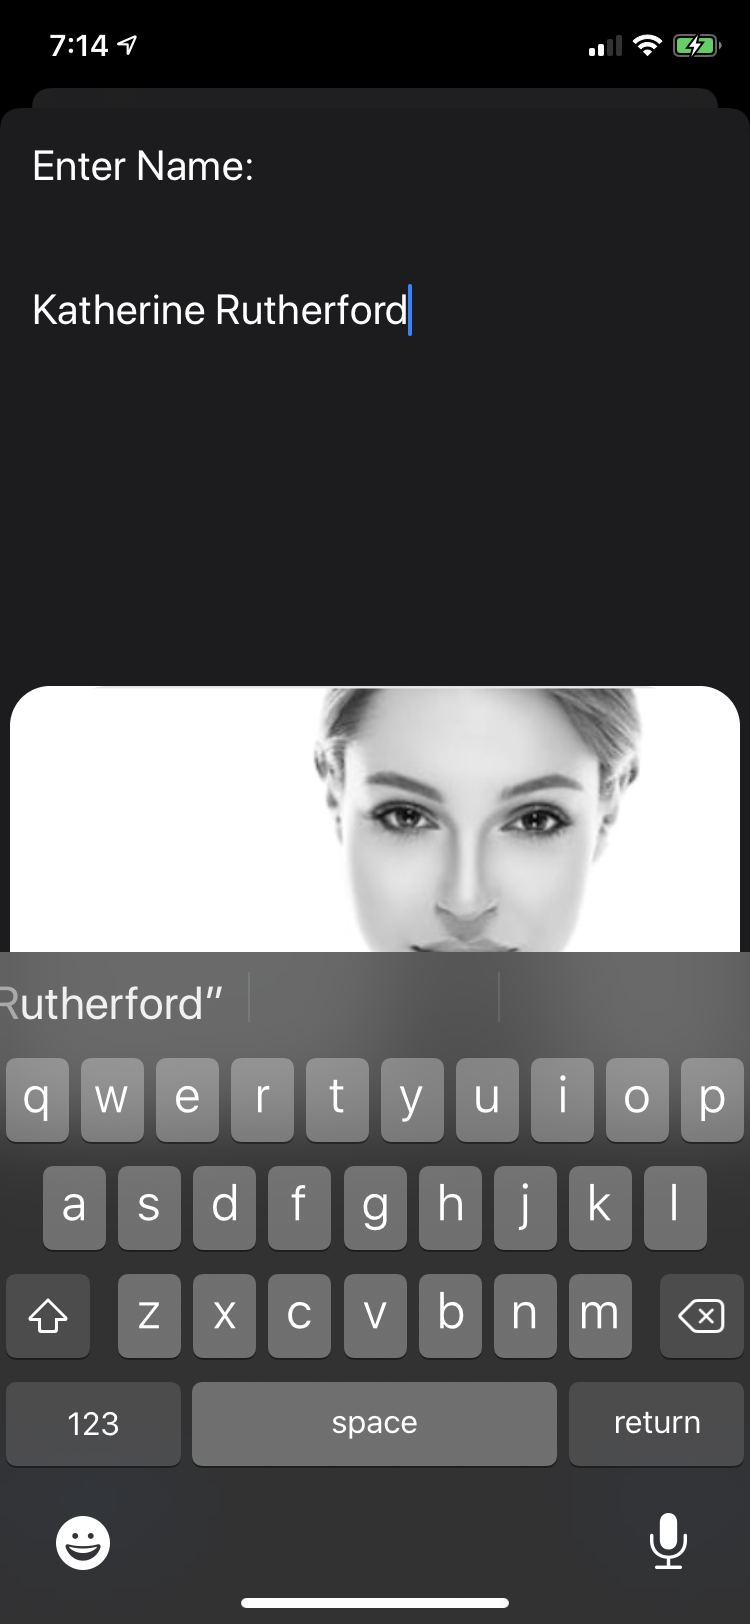 7:14
Enter Name:
Katherine Rutherford
Rutherford”
q w e r t y u i o p
a s d f g h j k l
z x c v b n m
123 space return